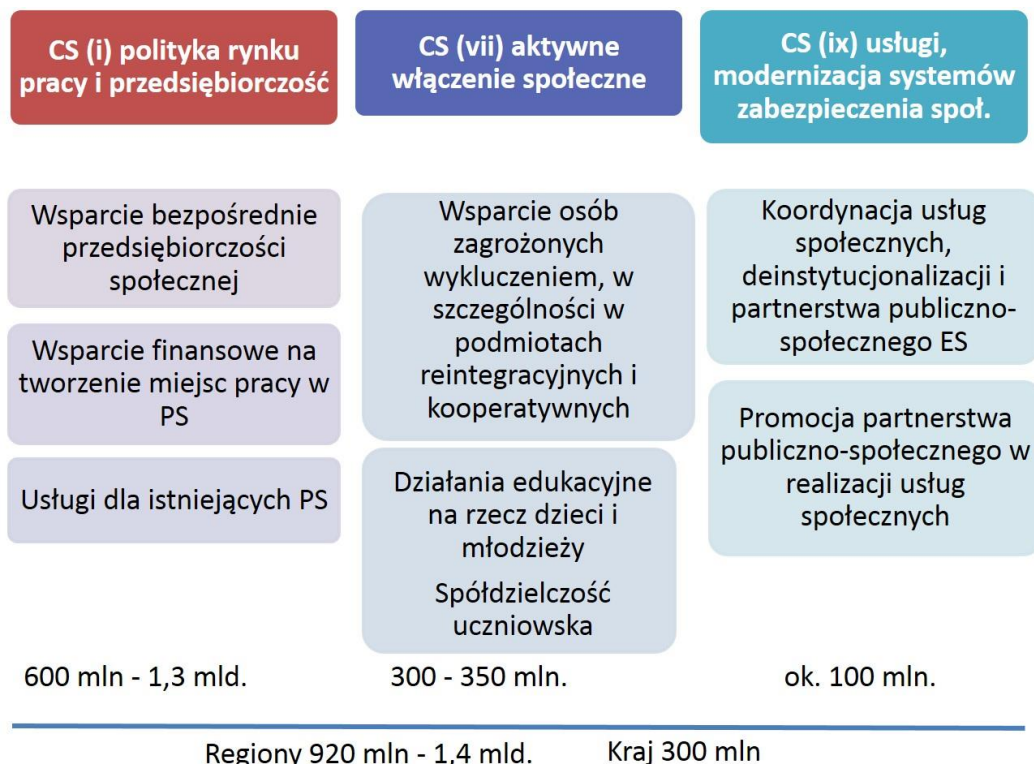 CS (i) polityka rynku
pracy i przedsiębiorczość
Wsparcie bezpośrednie
przedsiębiorczości
społecznej
Wsparcie finansowe na
tworzenie miejsc pracy w
PS
Usługi dla istniejących PS
600 mln - 1,3 mld.
CS (vii) aktywne
włączenie społeczne
Wsparcie osób
zagrożonych
wykluczeniem, w
szczególności w
podmiotach
reintegracyjnych i
kooperatywnych
Działania edukacyjne
na rzecz dzieci i
młodzieży
Spółdzielczość
uczniowska
300 - 350 mln.
CS (ix) usługi,
modernizacja systemów
zabezpieczenia społ.
Koordynacja usług
społecznych,
deinstytucjonalizacji i
partnerstwa publiczno-
społecznego ES
Promocja partnerstwa
publiczno-społecznego w
realizacji usług
społecznych
ok. 100 mln.
Regiony 920 mln - 1,4 mld. Kraj 300 mln